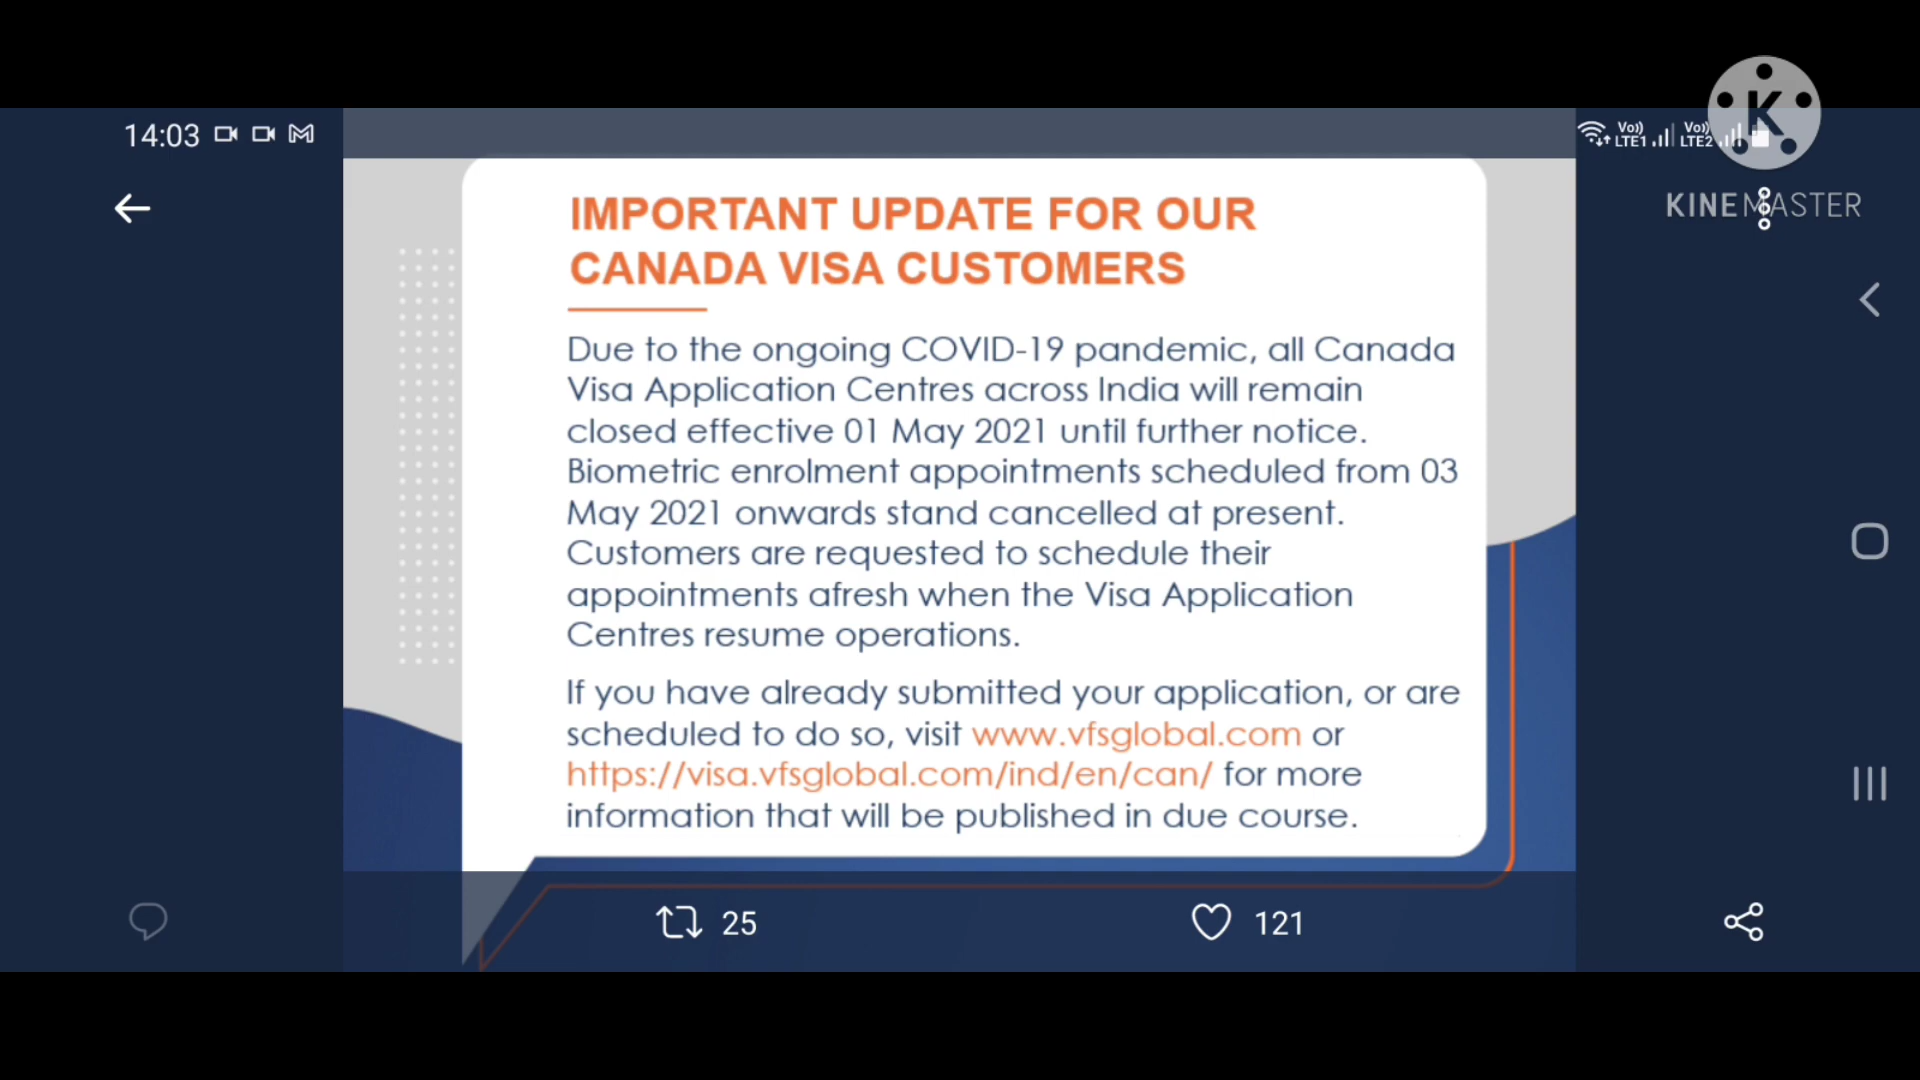 14:03
Vo)) LTE1 Vo)) LTE2
K
KINEMASTER
IMPORTANT UPDATE FOR OUR
CANADA VISA CUSTOMERS
Due to the ongoing COVID-19 pandemic, all Canada
Visa Application Centres across India will remain
closed effective 01 May 2021 until further notice.
Biometric enrolment appointments scheduled from 03
May 2021 onwards stand cancelled at present.
Customers are requested to schedule their
appointments afresh when the Visa Application
Centres resume operations.
If you have already submitted your application, or are
scheduled to do so, visit www.vfsglobal.com or
https://visa.vfsglobal.com/ind/en/can/ for more
information that will be published in due course.
25
121